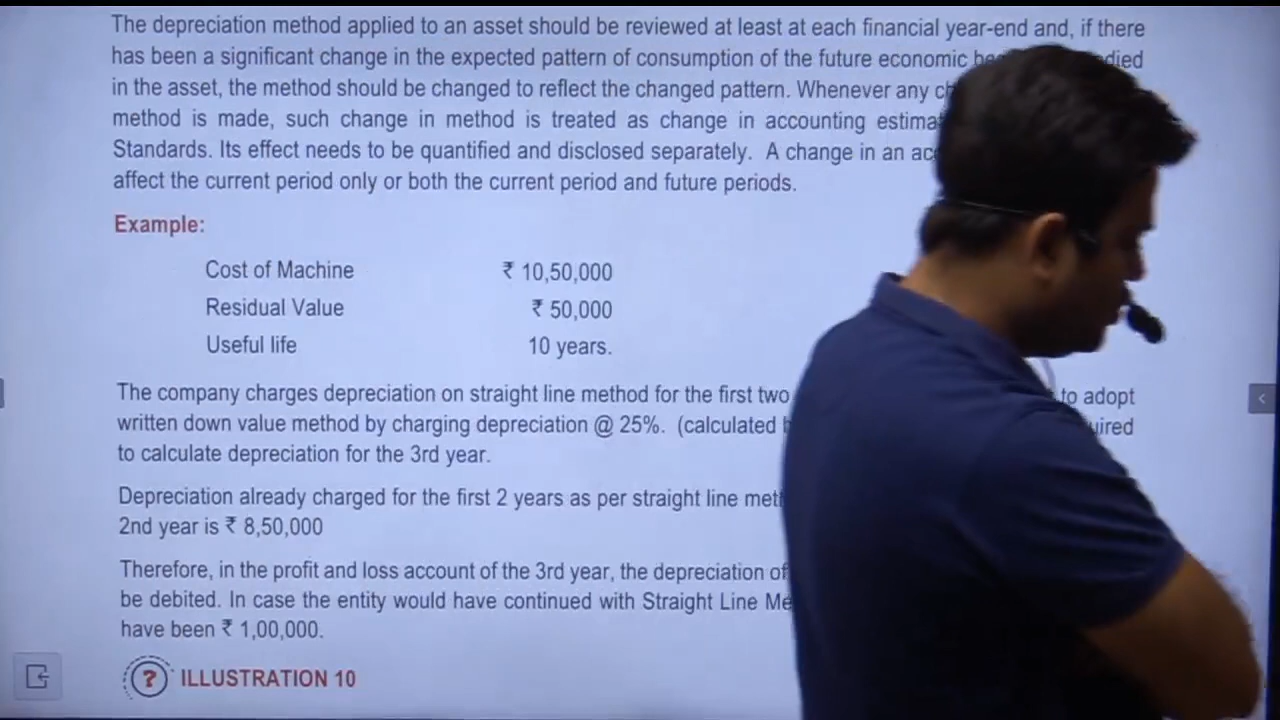 The depreciation method applied to an asset should be reviewed at least at each financial year-end and, if there
has been a significant change in the expected pattern of consumption of the future economic
in the asset, the method should be changed to reflect the changed pattern. Whenever any
method is made, such change in method is treated as change in accounting
Standards. Its effect needs to be quantified and disclosed separately. A change in an
affect the current period only or both the current period and future periods.
Example:
Cost of Machine ₹ 10,50,000
Residual Value ₹ 50,000
Useful life 10 years.
The company charges depreciation on straight line method for the first two to adopt
written down value method by charging depreciation @ 25%. (calculated
to calculate depreciation for the 3rd year.
Depreciation already charged for the first 2 years as per straight line
2nd year is ₹ 8,50,000
Therefore, in the profit and loss account of the 3rd year, the depreciation of
be debited. In case the entity would have continued with Straight Line
have been ₹ 1,00,000.
? ILLUSTRATION 10